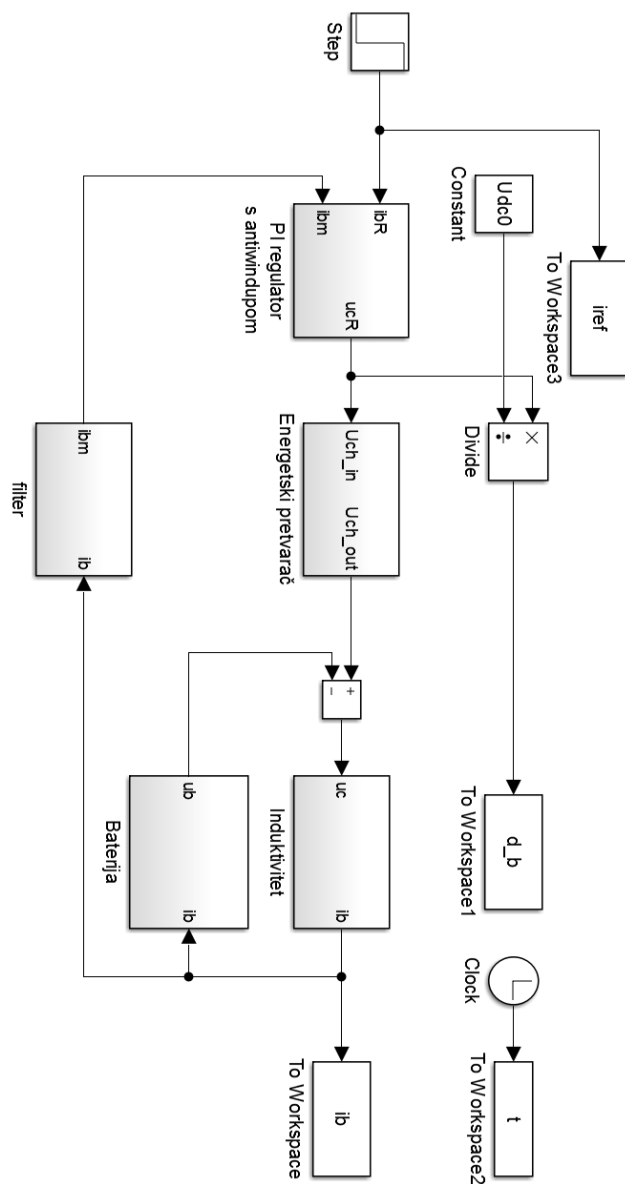 iref
To Workspace3
Udc0
Constant
×
÷
Divide
d_b
To Workspace1
Clock
t
To Workspace2
Step
ibR
ibm
ucR
PI regulator
s antiwindupom
Uch_in
Uch_out
Energetski pretvarač
+
−
uc
ib
Induktivitet
ib
To Workspace
ub
ib
Baterija
ibm
ib
filter